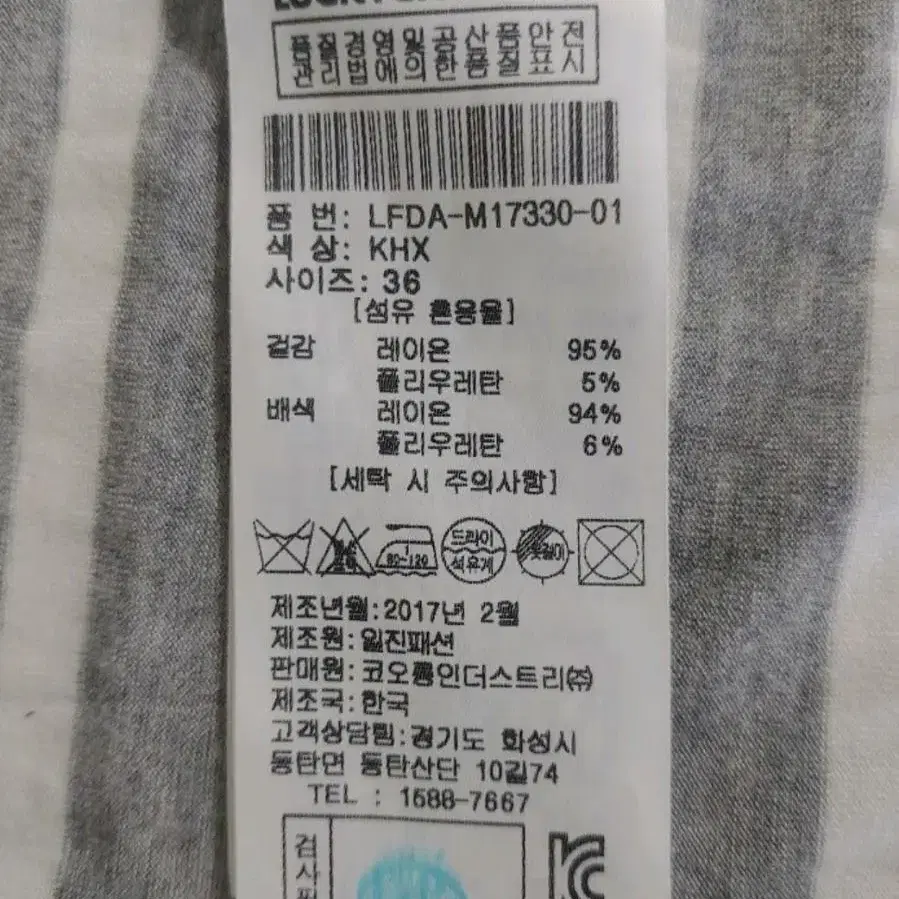 품질경영및공산품안전
관리법에의한품질표시
품 번: LFDA-M17330-01
색 상: KHX
사이즈: 36
[섬유 혼용율]
겉감 레이온 95%
폴리우레탄 5%
배색 레이온 94%
폴리우레탄 6%
[세탁 시 주의사항]
80~120 드라이 옷걸이
석유계
제조년월:2017년 2월
제조원:일진패션
판매원:코오롱인더스트리㈜
제조국:한국
고객상담팀:경기도 화성시
동탄면 동탄산단 10길74
TEL : 1588-7667
검사